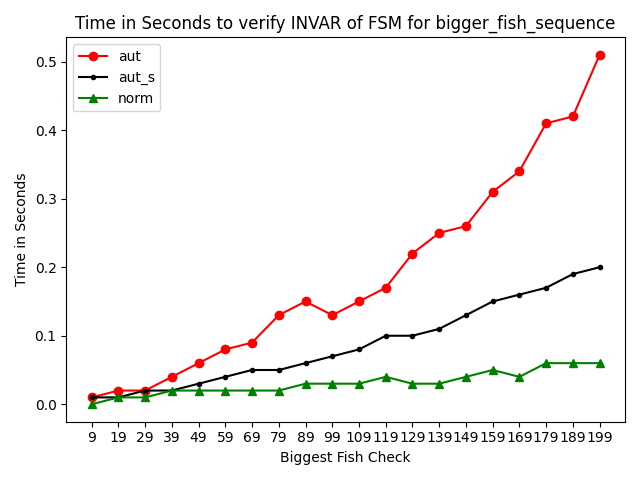 Time in Seconds to verify INVAR of FSM for bigger_fish_sequence
aut
aut_s
norm
Time in Seconds
0.5
0.4
0.3
0.2
0.1
0.0
9 19 29 39 49 59 69 79 89 99 109 119 129 139 149 159 169 179 189 199
Biggest Fish Check